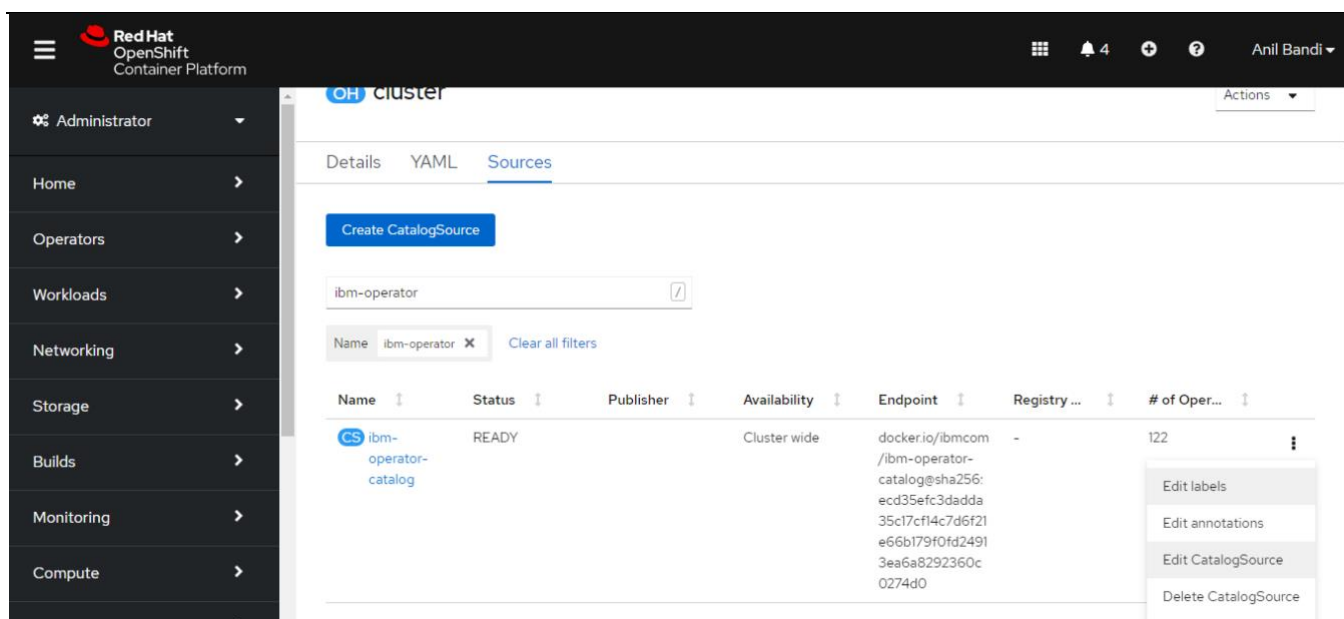 Red Hat
OpenShift
Container Platform
4
Anil Bandi
Administrator
Home
Operators
Workloads
Networking
Storage
Builds
Monitoring
Compute
OH cluster
Actions
Details YAML Sources
Create CatalogSource
ibm-operator /
Name ibm-operator Clear all filters
Name Status Publisher Availability Endpoint Registry ... # of Oper...
CS ibm-
operator-
catalog
READY
Cluster wide
docker.io/ibmcom
/ibm-operator-
catalog@sha256:
ecd35efc3dadda
35c17cf14c7d6f21
e66b179f0fd2491
3ea6a8292360c
0274d0
-
122
Edit labels
Edit annotations
Edit CatalogSource
Delete CatalogSource